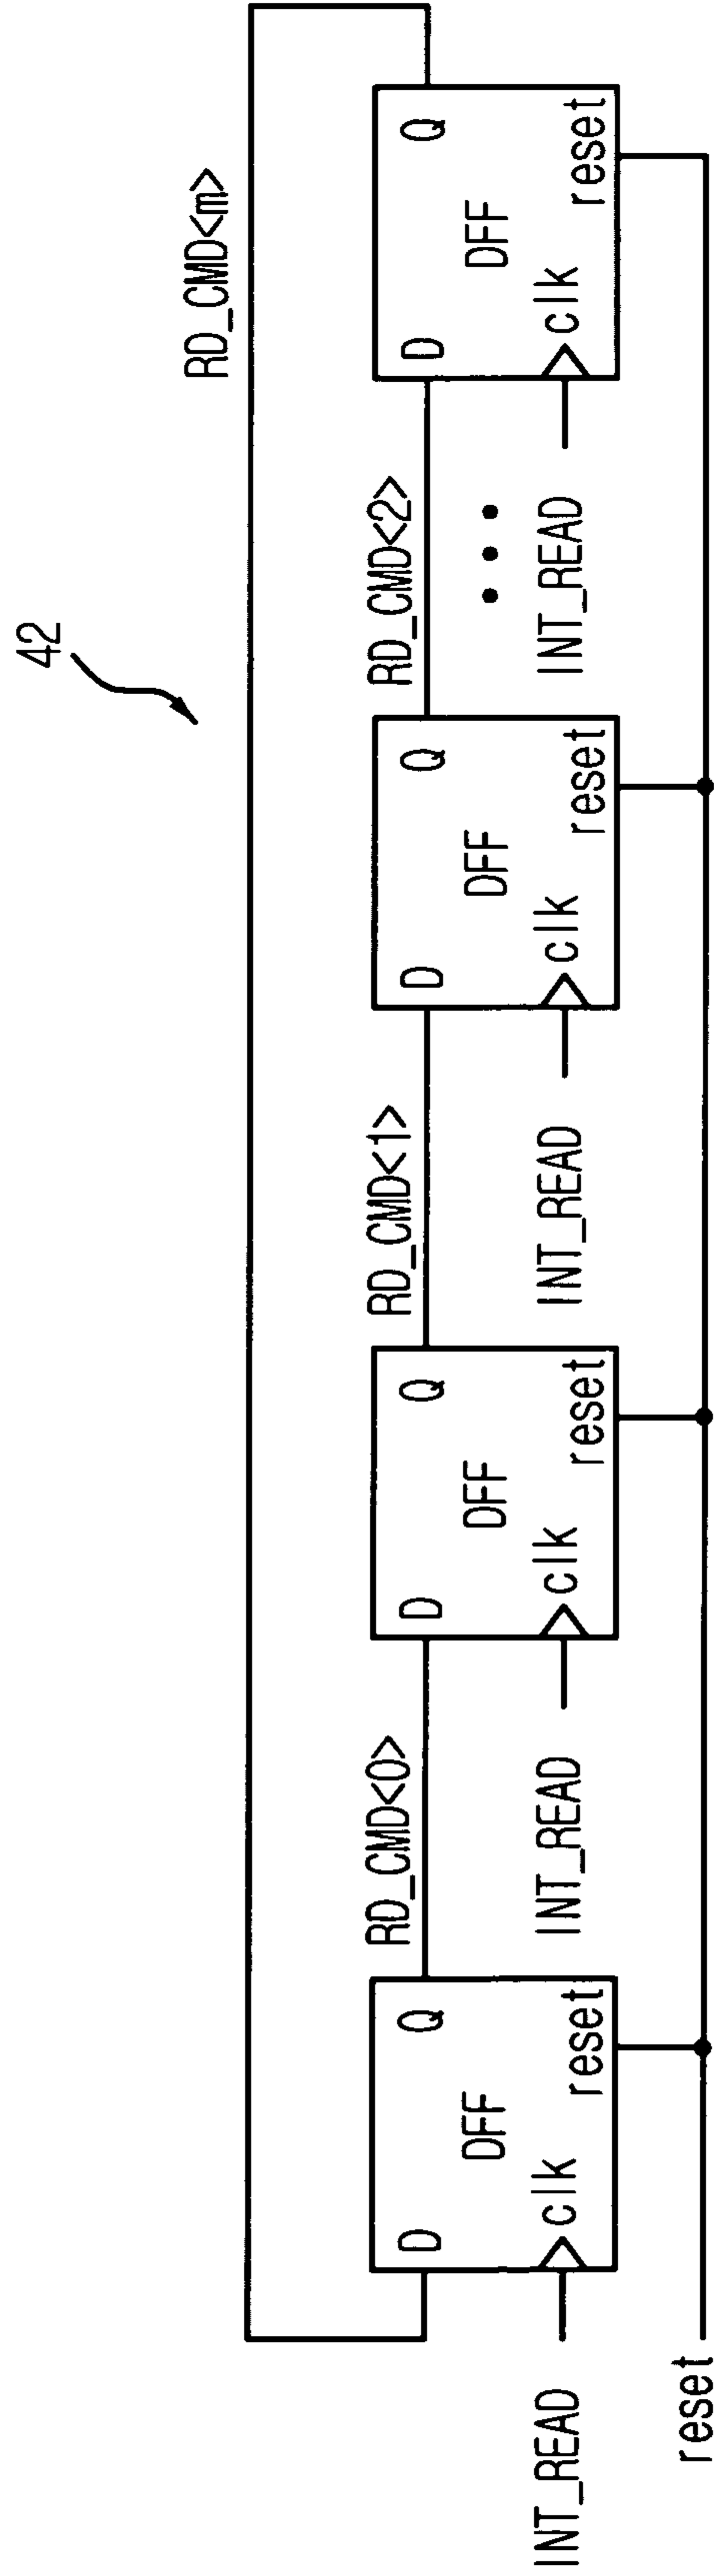 42
RD_CMD<m>
RD_CMD<0>
RD_CMD<1>
RD_CMD<2>
D
Q
D
Q
D
Q
D
Q
DFF
DFF
DFF
DFF
INT_READ
clk
INT_READ
clk
INT_READ
clk
INT_READ
clk
reset
reset
reset
reset
reset